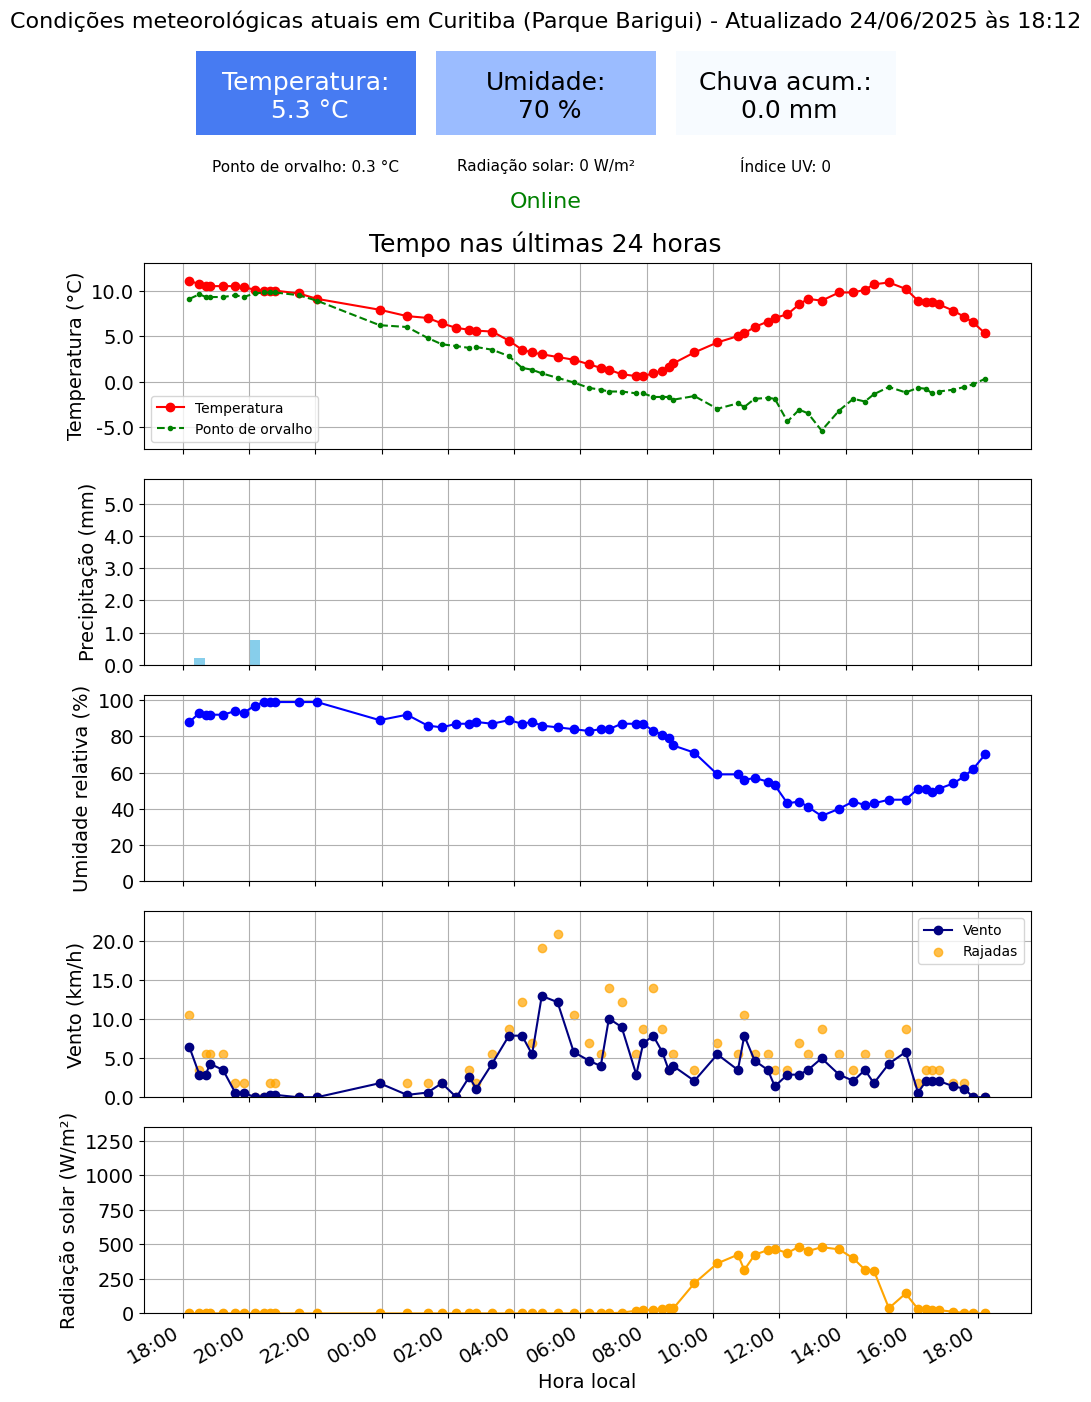 Condições meteorológicas atuais em Curitiba (Parque Barigui) - Atualizado 24/06/2025 às 18:12
Temperatura:
5.3 °C
Umidade:
70 %
Chuva acum.:
0.0 mm
Ponto de orvalho: 0.3 °C
Radiação solar: 0 W/m²
Índice UV: 0
Online
Tempo nas últimas 24 horas
Temperatura (°C)
10.0
5.0
0.0
-5.0
Temperatura
Ponto de orvalho
Precipitação (mm)
5.0
4.0
3.0
2.0
1.0
0.0
Umidade relativa (%)
100
80
60
40
20
0
Vento (km/h)
20.0
15.0
10.0
5.0
0.0
Vento
Rajadas
Radiação solar (W/m²)
1250
1000
750
500
250
0
18:00
20:00
22:00
00:00
02:00
04:00
06:00
08:00
10:00
12:00
14:00
16:00
18:00
Hora local